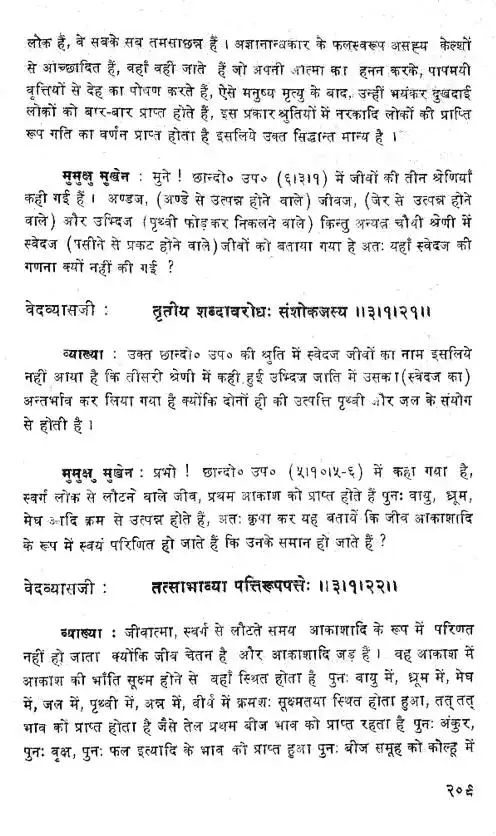 लोक हैं, वे सबके सब तमसाछन्न हैं । अज्ञानान्धकार के फलस्वरूप असह्य केल्शों
से आच्छादित हैं, वहाँ वही जाते हैं जो अपनी आत्मा का हनन करके, पापमयी
वृत्तियों से देह का पोषण करते हैं, ऐसे मनुष्य मृत्यु के बाद, उन्हीं भयंकर दुखदाई
लोकों को बार-बार प्राप्त होते हैं, इस प्रकार श्रुतियों में नरकादि लोकों की प्राप्ति
रूप गति का वर्णन प्राप्त होता है इसलिये उक्त सिद्धान्त मान्य है ।
मुमुक्षु मुखेन : मुने ! छान्दो० उप० (६।३।१) में जीवों की तीन श्रेणियाँ
कही गई हैं । अण्डज, (अण्डे से उत्पन्न होने वाले) जीवज, (जेर से उत्पन्न होने
वाले) और उभ्दिज (पृथ्वी फोड़कर निकलने वाले) किन्तु अन्यत्र चौथी श्रेणी में
स्वेदज (पसीने से प्रकट होने वाले) जीवों को बताया गया है अतः यहाँ स्वेदज की
गणना क्यों नहीं की गई ?
वेदव्यासजी : तृतीय शब्दावरोधः संशोकजस्य ।।३।१।२१।।
व्याख्या : उक्त छान्दो० उप० की श्रुति में स्वेदज जीवों का नाम इसलिये
नहीं आया है कि तीसरी श्रेणी में कही हुई उभ्दिज जाति में उसका (स्वेदज का)
अन्तर्भाव कर लिया गया है क्योंकि दोनों ही की उत्पत्ति पृथ्वी और जल के संयोग
से होती है ।
मुमुक्षु मुखेन : प्रभो ! छान्दो० उप० (५।१०।५-६) में कहा गया है,
स्वर्ग लोक से लौटने वाले जीव, प्रथम आकाश को प्राप्त होते हैं पुनः वायु, ध्रूम,
मेघ आदि क्रम से उत्पन्न होते हैं, अतः कृपा कर यह बतायें कि जीव आकाशादि
के रूप में स्वयं परिणित हो जाते हैं कि उनके समान हो जाते हैं ?
वेदव्यासजी : तत्साभाव्या पत्तिरूपपत्तेः ।।३।१।२२।।
व्याख्या : जीवात्मा, स्वर्ग से लौटते समय आकाशादि के रूप में परिणत
नहीं हो जाता क्योंकि जीव चेतन है और आकाशादि जड़ हैं । वह आकाश में
आकाश की भाँति सूक्ष्म होने से वहाँ स्थित होता है पुनः वायु में, ध्रूम में, मेघ
में, जल में, पृथ्वी में, अन्न में, वीर्य में क्रमशः सूक्ष्मतया स्थित होता हुआ, तत् तत्
भाव को प्राप्त होता है जैसे तेल प्रथम बीज भाव को प्राप्त रहता है पुनः अंकुर,
पुनः वृक्ष, पुनः फल इत्यादि के भाव को प्राप्त हुआ पुनः बीज समूह को कोल्हू में
२०९